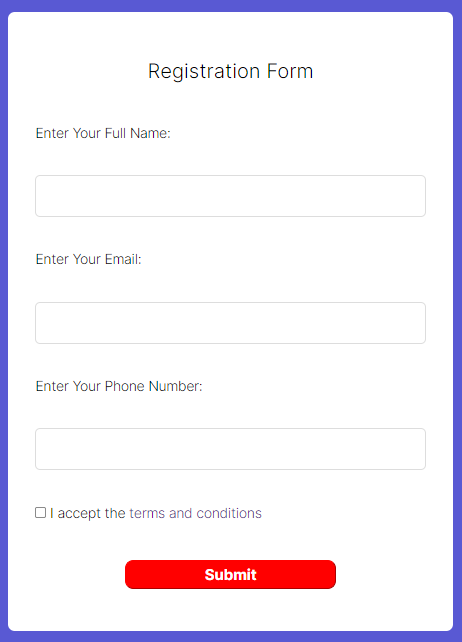 Registration Form
Enter Your Full Name:
Enter Your Email:
Enter Your Phone Number:
I accept the terms and conditions
Submit